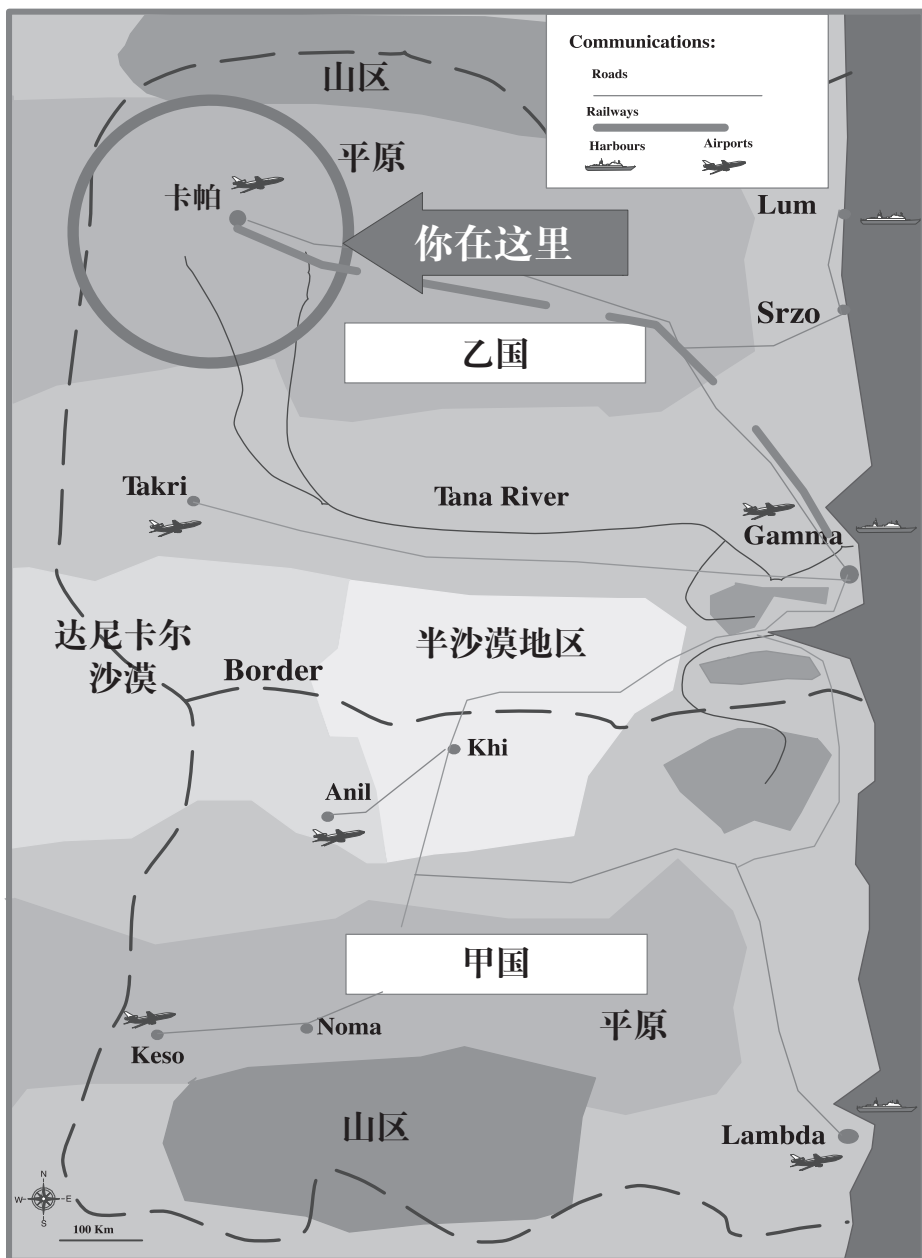 Communications:
Roads
Railways
Harbours
Airports
山区
平原
卡帕
你在这里
Lum
Srzo
乙国
Takri
Tana River
Gamma
达尼卡尔
沙漠
半沙漠地区
Border
Khi
Anil
甲国
Noma
平原
Keso
山区
Lambda
N
W
E
S
100 Km